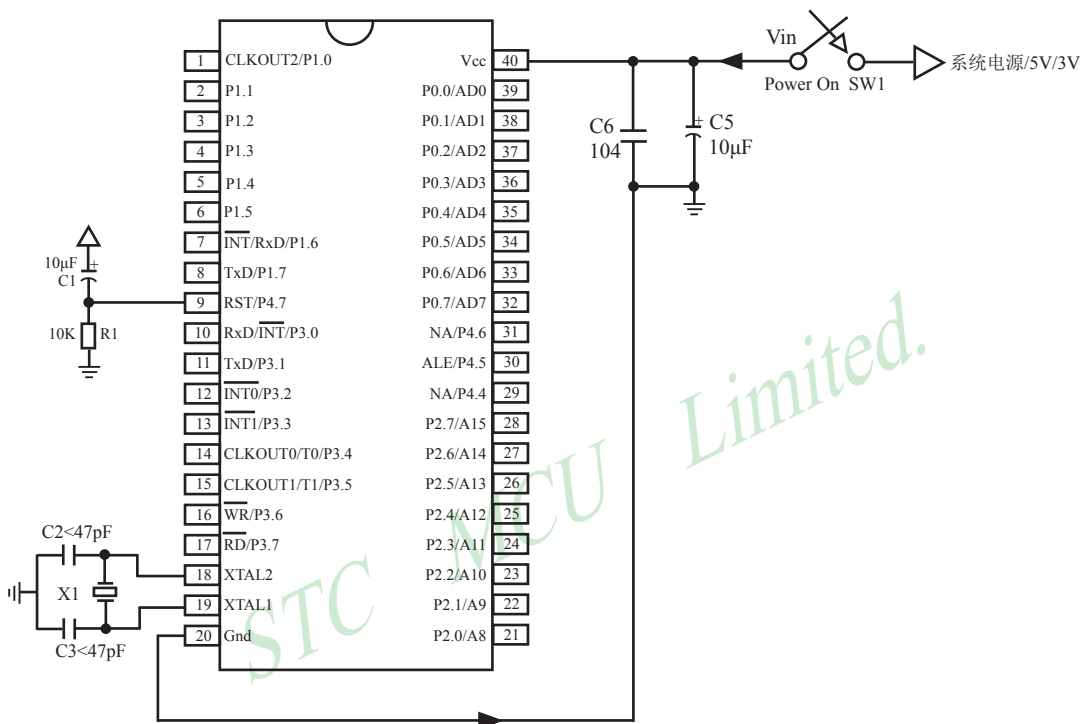 1 CLKOUT2/P1.0
2 P1.1
3 P1.2
4 P1.3
5 P1.4
6 P1.5
7 INT/RxD/P1.6
8 TxD/P1.7
9 RST/P4.7
10 RxD/INT/P3.0
11 TxD/P3.1
12 INT0/P3.2
13 INT1/P3.3
14 CLKOUT0/T0/P3.4
15 CLKOUT1/T1/P3.5
16 WR/P3.6
17 RD/P3.7
18 XTAL2
19 XTAL1
20 Gnd
Vcc 40
P0.0/AD0 39
P0.1/AD1 38
P0.2/AD2 37
P0.3/AD3 36
P0.4/AD4 35
P0.5/AD5 34
P0.6/AD6 33
P0.7/AD7 32
NA/P4.6 31
ALE/P4.5 30
NA/P4.4 29
P2.7/A15 28
P2.6/A14 27
P2.5/A13 26
P2.4/A12 25
P2.3/A11 24
P2.2/A10 23
P2.1/A9 22
P2.0/A8 21
10μF +
C1
10K R1
C2<47pF
X1
C3<47pF
C6
104
+ C5
10μF
Vin
Power On SW1
系统电源/5V/3V
STC MCU Limited.